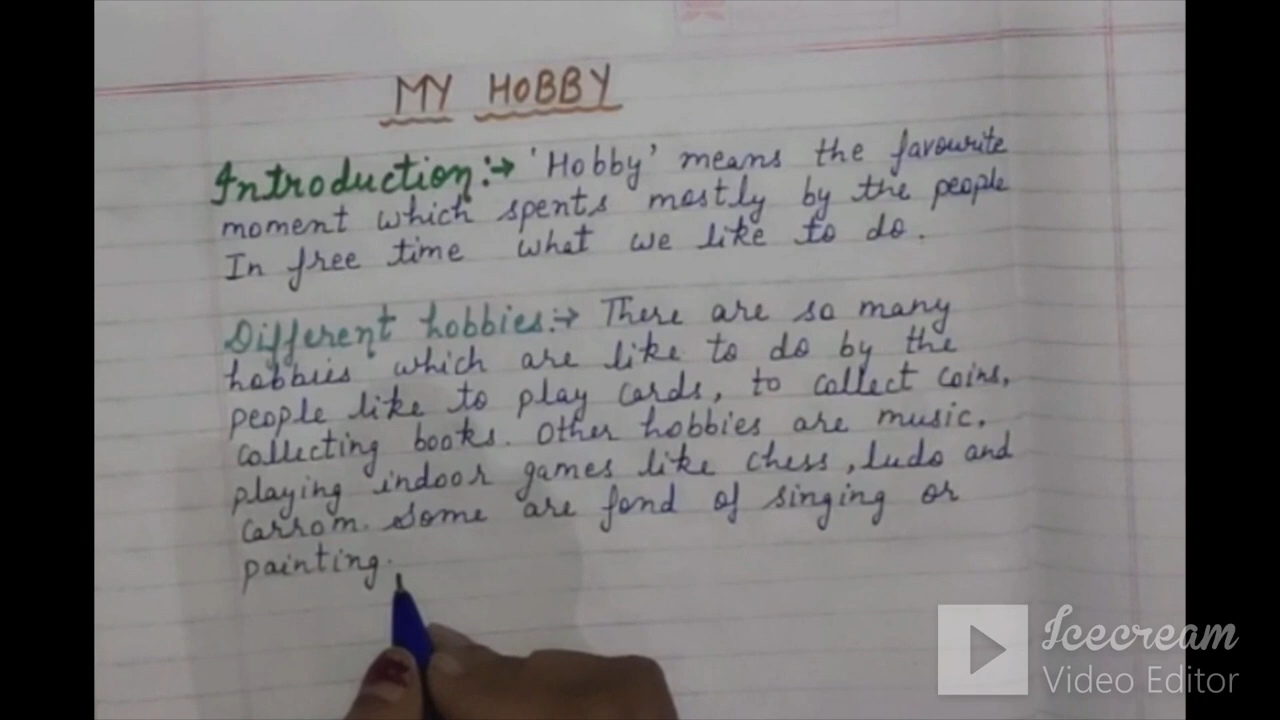 MY HOBBY
Introduction:→ 'Hobby' means the favourite
moment which spents mostly by the people
In free time what we like to do.
Different hobbies:→ There are so many
hobbies which are like to do by the
people like to play cards, to collect coins,
collecting books. Other hobbies are music,
playing indoor games like chess, ludo and
carrom. Some are fond of singing or
painting.
Icecream
Video Editor